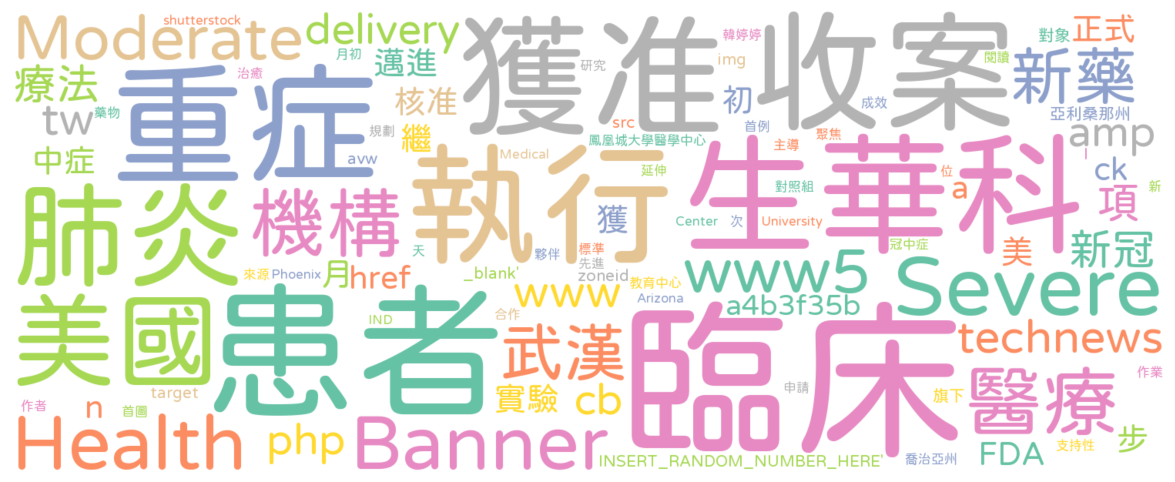 shutterstock
Moderate
delivery
月初
韓婷婷
對象
正式
獲准
收案
療法
治癒
邁進
研究
img
閱讀
新藥
重症
tw
藥物
核准
初
成效
亞利桑那州
規劃
繼
src
首例
聚焦
amp
中症
avw
鳳凰城大學醫學中心
主導
肺炎
機構
執行
Medical
延伸
生華科
位
a
ck
l
新
對照組
項
獲
Center
次
University
天
夥伴
標準
冠中症
美
新冠
來源
Phoenix
月
href
_blank'
先進
zoneid
教育中心
www5
Severe
www
Arizona
a4b3f35b
美國
患者
IND
合作
武漢
臨床
technews
target
實驗
cb
申請
旗下
醫療
作業
作者
n
首圖
Health
php
Banner
INSERT_RANDOM_NUMBER_HERE'
喬治亞州
FDA
支持性
步